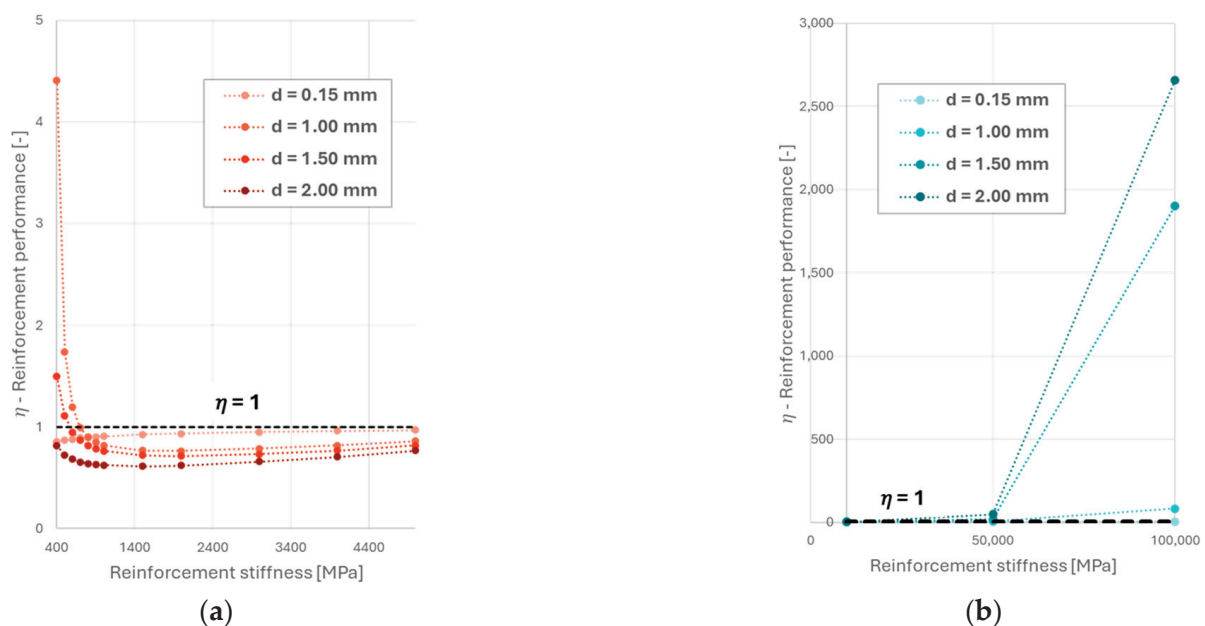 5
4
3
2
1
0
η - Reinforcement performance [-]
d = 0.15 mm
d = 1.00 mm
d = 1.50 mm
d = 2.00 mm
η = 1
400
1400
2400
3400
4400
Reinforcement stiffness [MPa]
(a)
3,000
2,500
2,000
1,500
1,000
500
0
η - Reinforcement performance [-]
d = 0.15 mm
d = 1.00 mm
d = 1.50 mm
d = 2.00 mm
η = 1
0
50,000
100,000
Reinforcement stiffness [MPa]
(b)